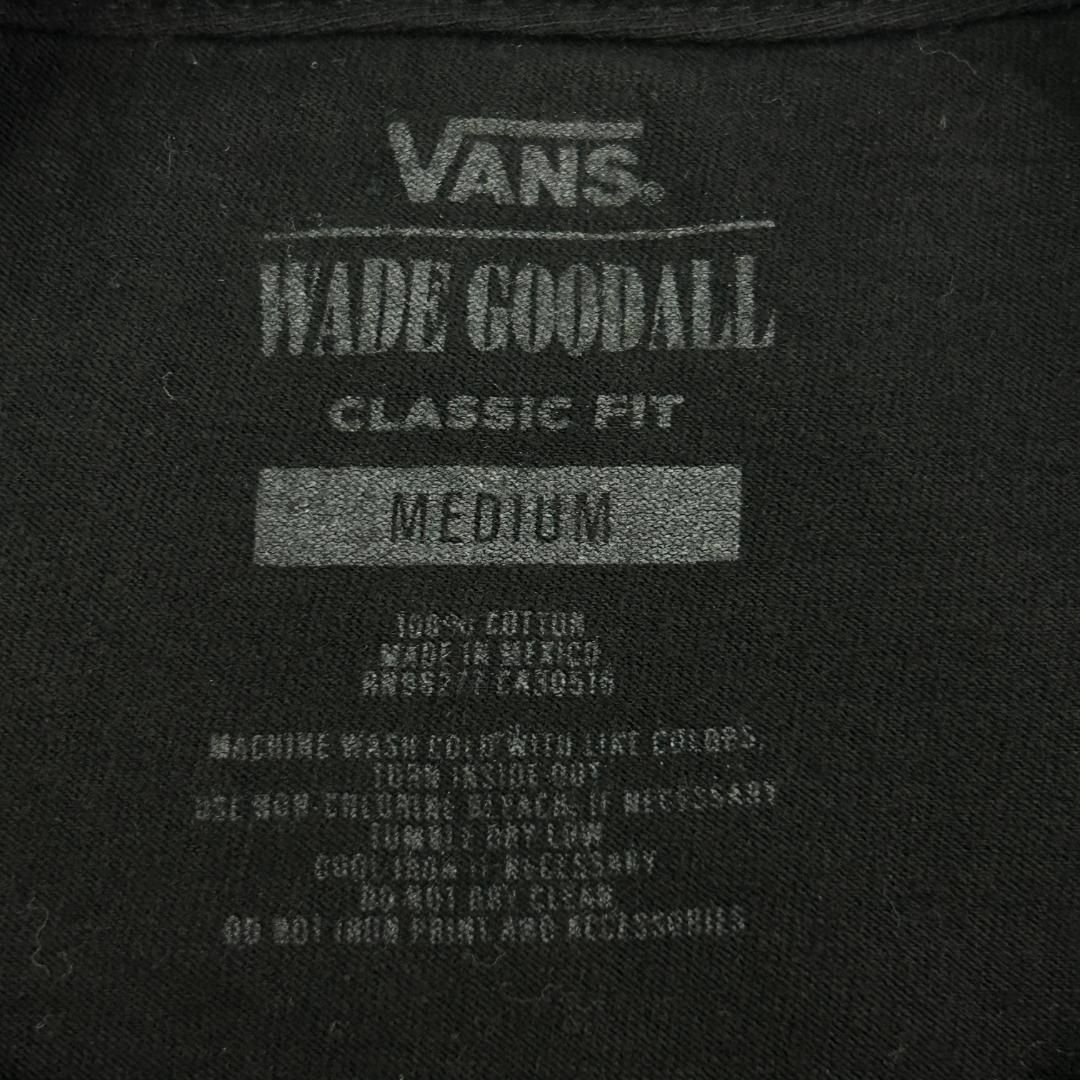 VANS®
WADE GOODALL
CLASSIC FIT
MEDIUM
100% COTTON
MADE IN MEXICO
RN98277 CA30516
MACHINE WASH COLD WITH LIKE COLORS,
TURN INSIDE OUT
USE NON-CHLORINE BLEACH, IF NECESSARY
TUMBLE DRY LOW
COOL IRON IF NECESSARY
DO NOT DRY CLEAN
DO NOT IRON PRINT AND ACCESSORIES